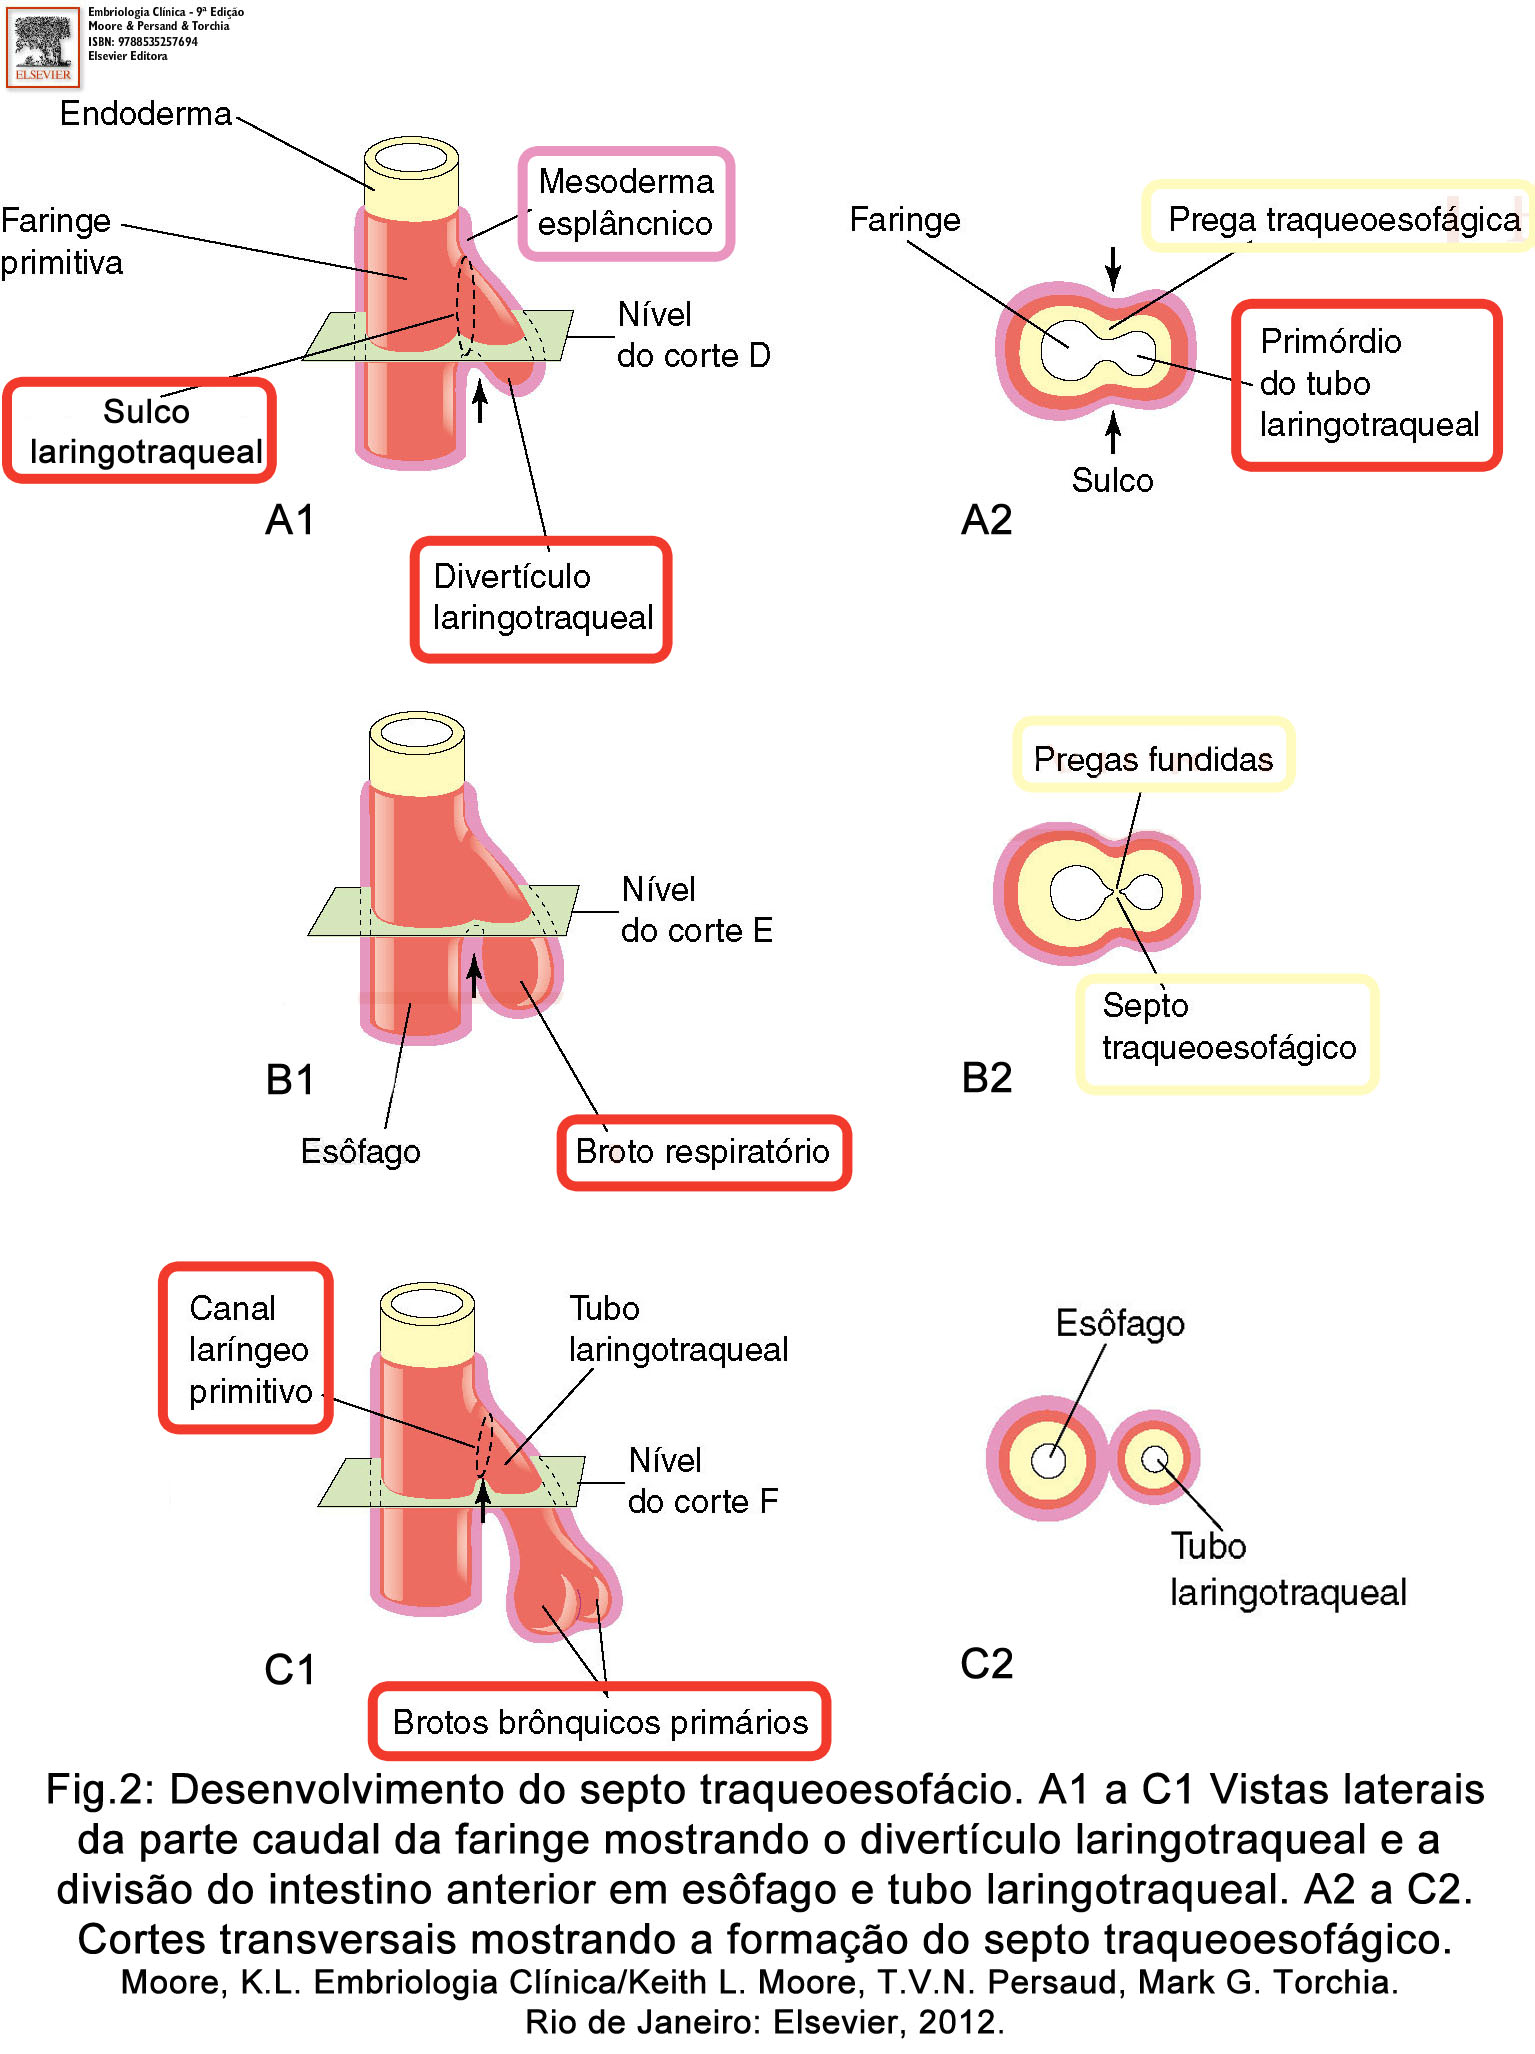 Embriologia Clínica - 9ª Edição
Moore & Persand & Torchia
ISBN: 9788535257694
Elsevier Editora
ELSEVIER
Endoderma
Mesoderma
esplâncnico
Faringe
primitiva
Nível
do corte D
Sulco
laringotraqueal
A1
Divertículo
laringotraqueal
Faringe
Prega traqueoesofágica
Primórdio
do tubo
laringotraqueal
Sulco
A2
Nível
do corte E
B1
Esôfago
Broto respiratório
Pregas fundidas
Septo
traqueoesofágico
B2
Canal
laríngeo
primitivo
Tubo
laringotraqueal
Nível
do corte F
C1
Brotos brônquicos primários
Esôfago
Tubo
laringotraqueal
C2
Fig.2: Desenvolvimento do septo traqueoesofácio. A1 a C1 Vistas laterais
da parte caudal da faringe mostrando o divertículo laringotraqueal e a
divisão do intestino anterior em esôfago e tubo laringotraqueal. A2 a C2.
Cortes transversais mostrando a formação do septo traqueoesofágico.
Moore, K.L. Embriologia Clínica/Keith L. Moore, T.V.N. Persaud, Mark G. Torchia.
Rio de Janeiro: Elsevier, 2012.